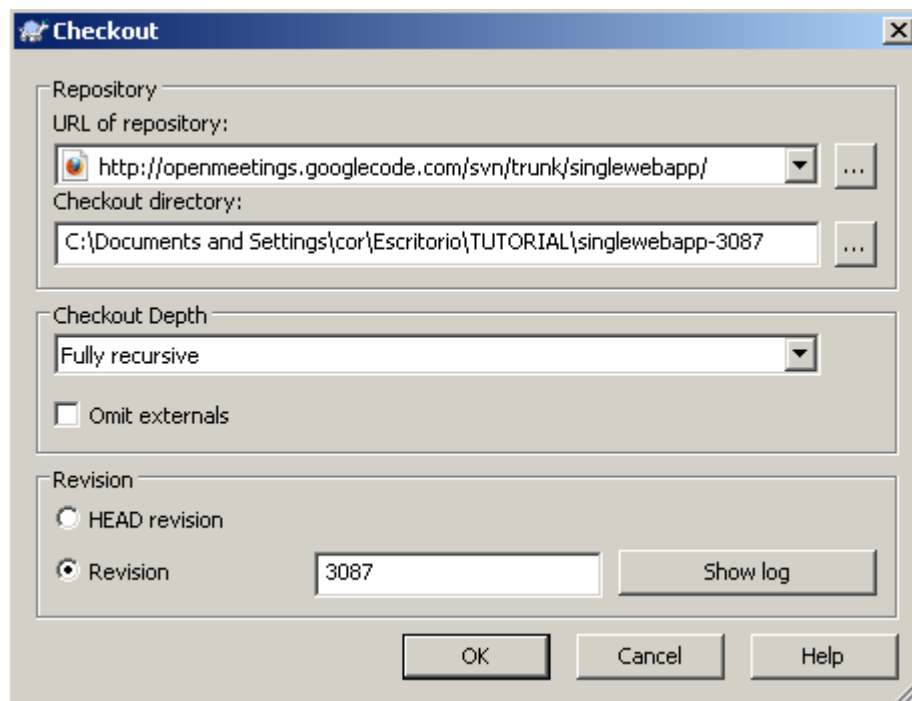 Checkout
Repository
URL of repository:
http://openmeetings.googlecode.com/svn/trunk/singlewebapp/
...
Checkout directory:
C:\Documents and Settings\cor\Escritorio\TUTORIAL\singlewebapp-3087
...
Checkout Depth
Fully recursive
Omit externals
Revision
HEAD revision
Revision 3087 Show log
OK Cancel Help